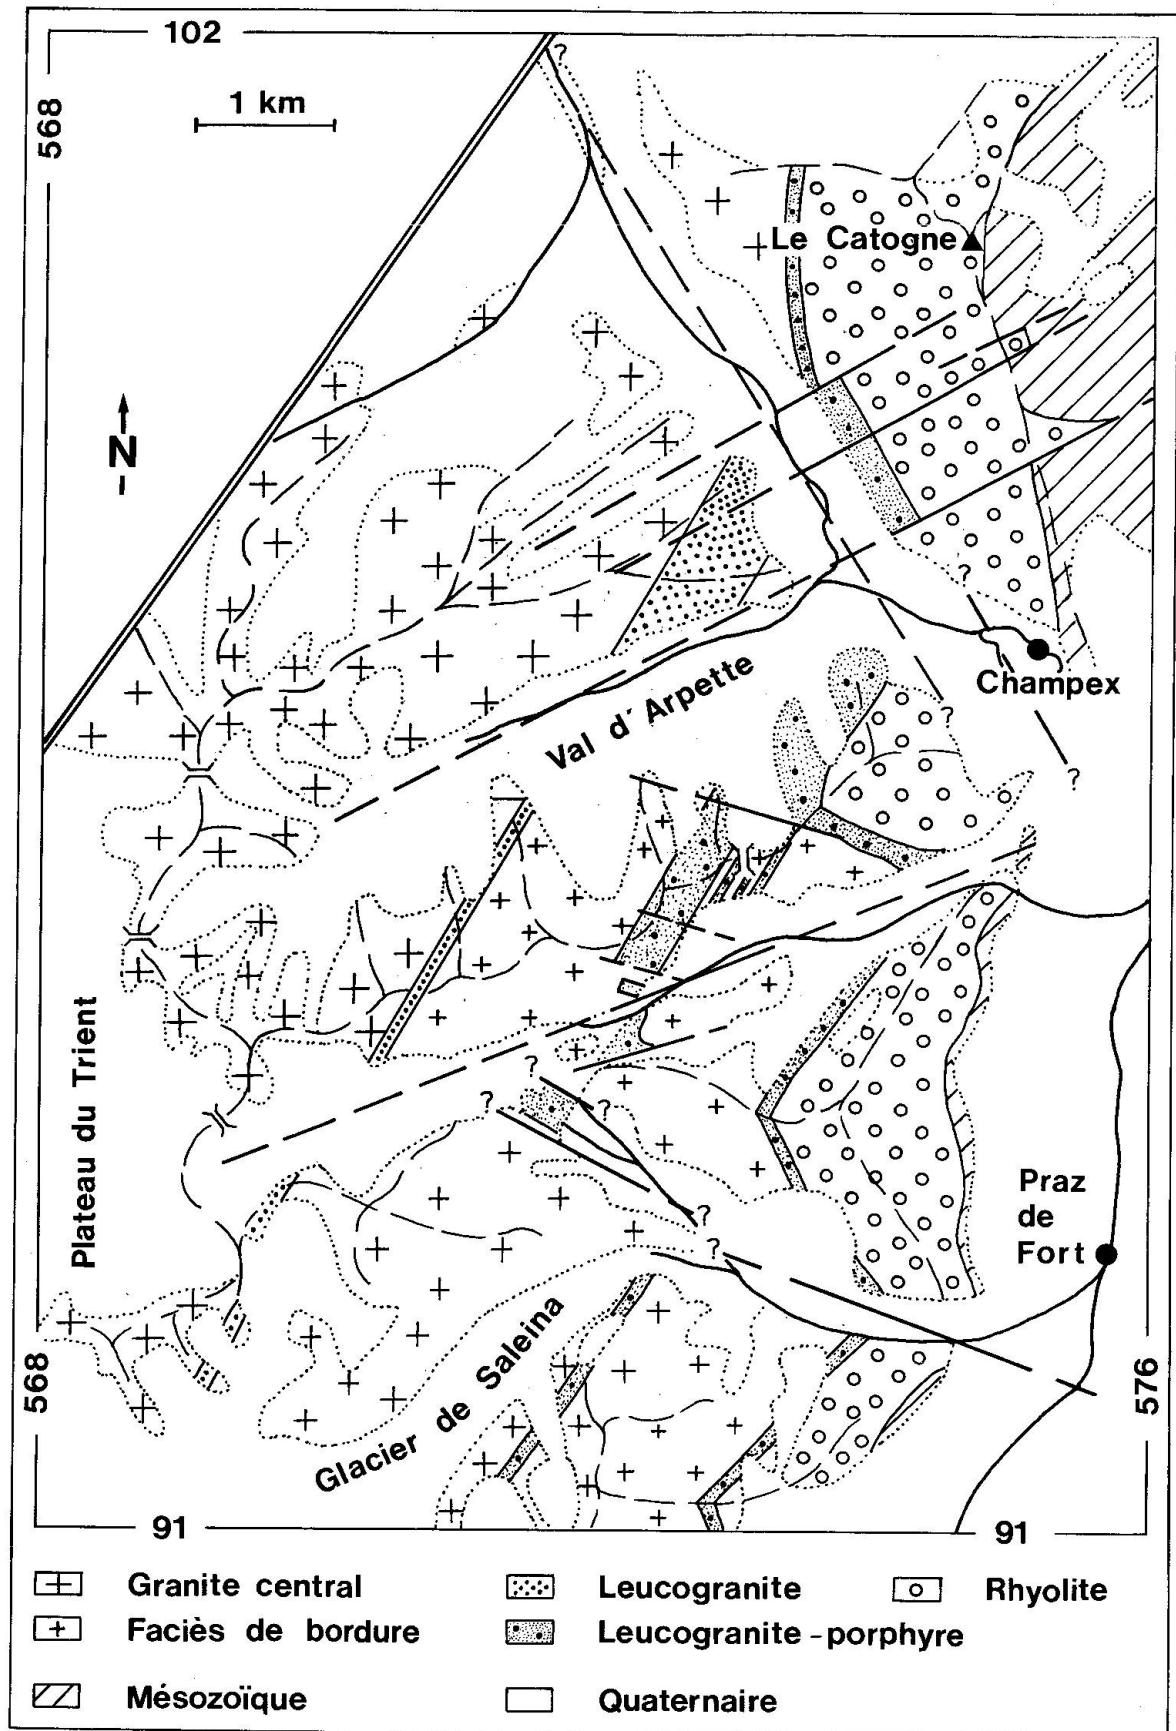 102
568
1 km
?
Le Catogne
N
?
Champex
Val d'Arpette
?
?
?
?
?
Plateau du Trient
?
?
Praz
de
Fort
Glacier de Saleina
568
576
91
91
Granite central
Leucogranite
Rhyolite
Faciès de bordure
Leucogranite - porphyre
Mésozoïque
Quaternaire